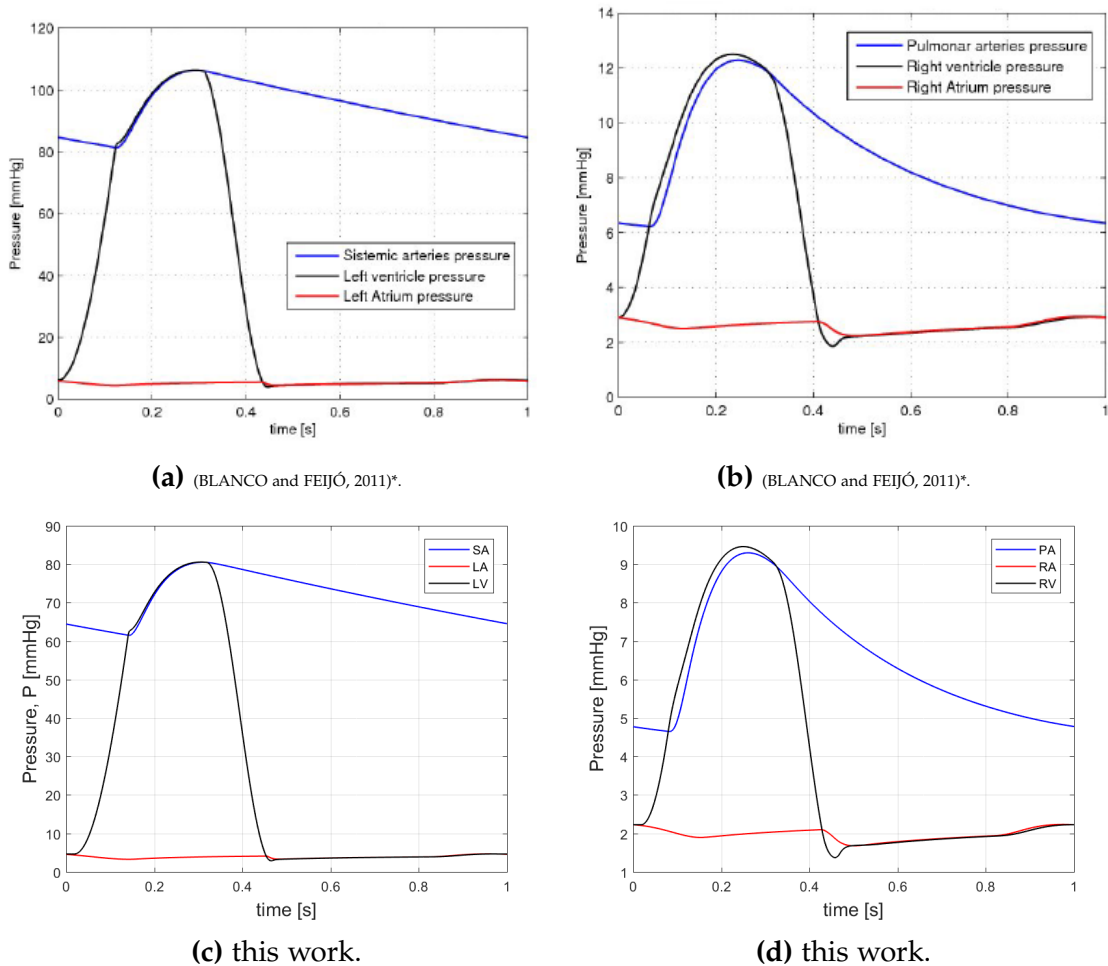 120
100
80
60
40
20
0
Pressure [mmHg]
Sistemic arteries pressure
Left ventricle pressure
Left Atrium pressure
0 0.2 0.4 0.6 0.8 1
time [s]
(a) (BLANCO and FEIJÓ, 2011)*.
14
12
10
8
6
4
2
0
Pressure [mmHg]
Pulmonar arteries pressure
Right ventricle pressure
Right Atrium pressure
0 0.2 0.4 0.6 0.8 1
time [s]
(b) (BLANCO and FEIJÓ, 2011)*.
90
80
70
60
50
40
30
20
10
0
Pressure, P [mmHg]
SA
LA
LV
0 0.2 0.4 0.6 0.8 1
time [s]
(c) this work.
10
9
8
7
6
5
4
3
2
1
Pressure [mmHg]
PA
RA
RV
0 0.2 0.4 0.6 0.8 1
time [s]
(d) this work.